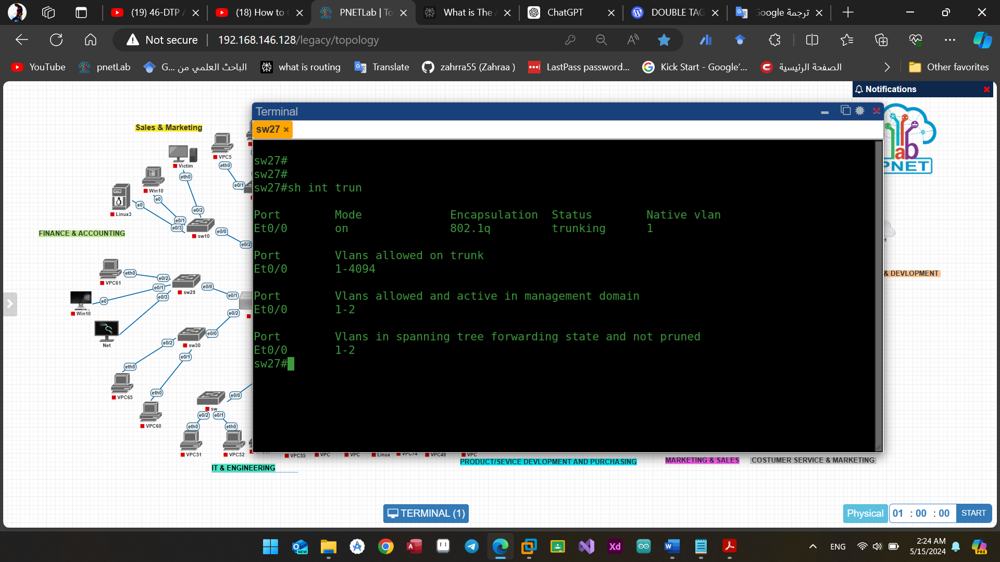 (19) 46-DTP
(18) How to
PNETLab | To
What is The
ChatGPT
DOUBLE TAG
ترجمة Google
Not secure
192.168.146.128/legacy/topology
YouTube
pnetLab
الباحث العلمي من ...G
what is routing
Translate
zahrra55 (Zahraa )
LastPass password...
Kick Start - Google'...
الصفحة الرئيسية
Other favorites
Notifications
Terminal
sw27
sw27#
sw27#
sw27#sh int trun
Port Mode Encapsulation Status Native vlan
Et0/0 on 802.1q trunking 1
Port Vlans allowed on trunk
Et0/0 1-4094
Port Vlans allowed and active in management domain
Et0/0 1-2
Port Vlans in spanning tree forwarding state and not pruned
Et0/0 1-2
sw27#
Sales & Marketing
VPC5
eth0
e0/1
Victim
eth0
Win10
e0
Linux3
e0
e0/2
e0/1
e0/3
sw10
e0/0
e0/2
FINANCE & ACCOUNTING
VPC61
eth0
e0/2
e0/1
e0/3
sw29
e0/0
e0/1
Win10
e0
Net
e0/2
sw30
e0/0
e0/2
e0/1
eth0
VPC65
eth0
VPC60
sw
e0/0
e0/2
e0/1
eth0
eth0
VPC51
VPC52
VPC55
VPC
VPC
Linux
VPC74
VPC49
VPC
IT & ENGINEERING
PRODUCT/SEVICE DEVLOPMENT AND PURCHASING
MARKETING & SALES
COSTUMER SERVICE & MARKETING
& DEVLOPMENT
lab
PNET
TERMINAL (1)
Physical
01 : 00 : 00
START
NEW
Xd
ENG
2:24 AM
5/15/2024
PRE